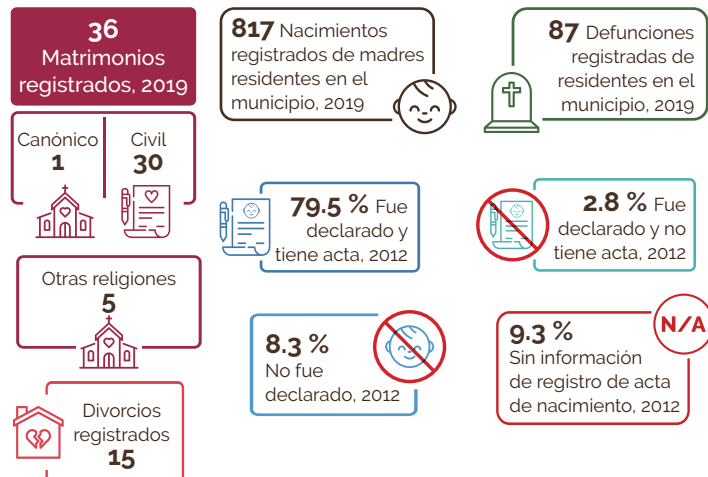 36
Matrimonios
registrados, 2019
Canónico
1
Civil
30
Otras religiones
5
Divorcios
registrados
15
817 Nacimientos
registrados de madres
residentes en el
municipio, 2019
87 Defunciones
registradas de
residentes en el
municipio, 2019
79.5 % Fue
declarado y
tiene acta, 2012
2.8 % Fue
declarado y no
tiene acta, 2012
8.3 %
No fue
declarado, 2012
N/A
9.3 %
Sin información
de registro de acta
de nacimiento, 2012